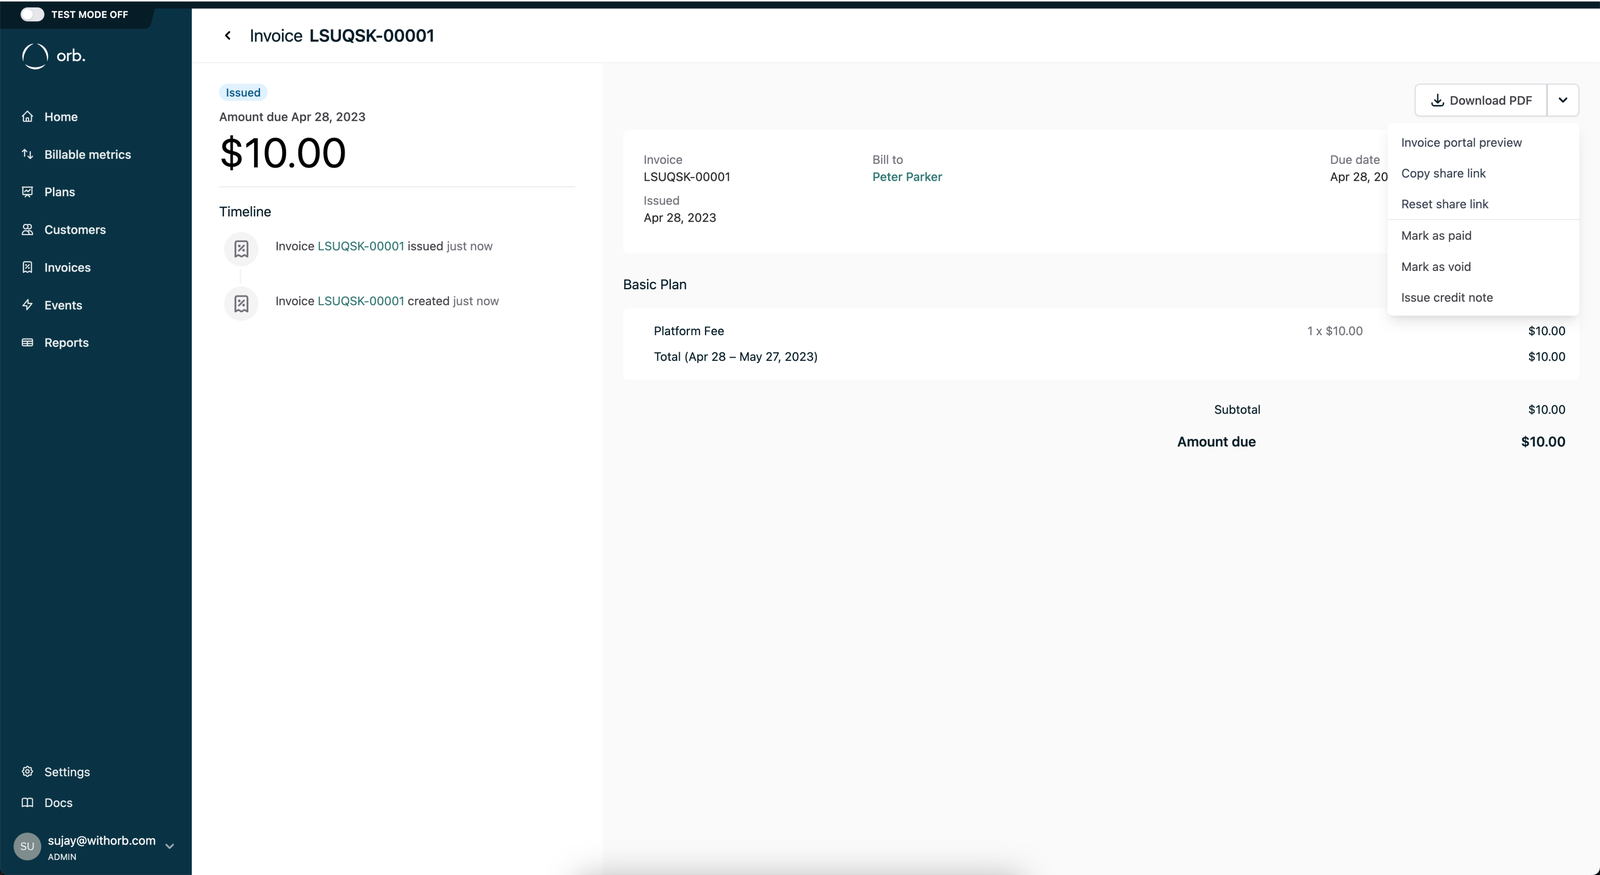 TEST MODE OFF
orb.
Home
Billable metrics
Plans
Customers
Invoices
Events
Reports
Settings
Docs
SU
sujay@withorb.com
ADMIN
Invoice LSUQSK-00001
Issued
Amount due Apr 28, 2023
$10.00
Timeline
Invoice LSUQSK-00001 issued just now
Invoice LSUQSK-00001 created just now
Download PDF
Invoice portal preview
Copy share link
Reset share link
Mark as paid
Mark as void
Issue credit note
Invoice
LSUQSK-00001
Issued
Apr 28, 2023
Bill to
Peter Parker
Due date
Apr 28, 20
Basic Plan
Platform Fee 1 x $10.00 $10.00
Total (Apr 28 – May 27, 2023) $10.00
Subtotal $10.00
Amount due $10.00